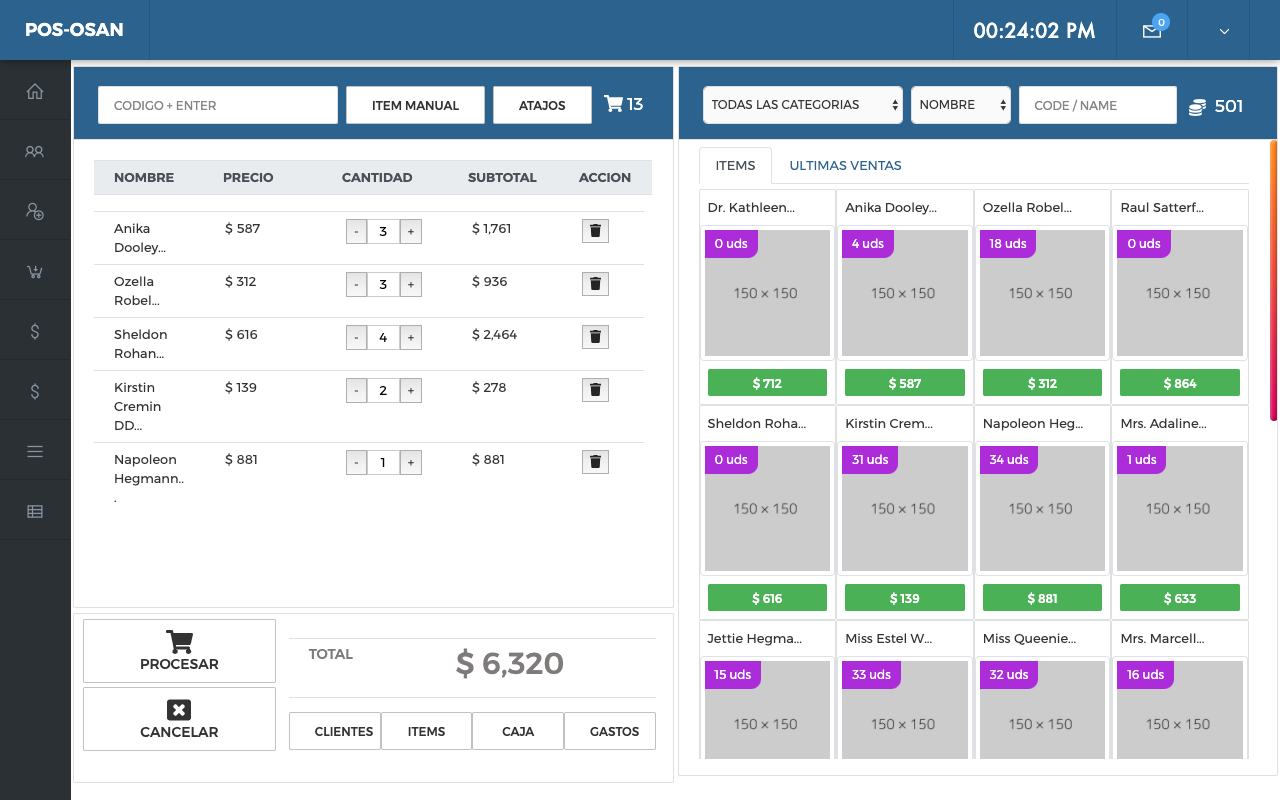 POS-OSAN
00:24:02 PM
0
CODIGO + ENTER
ITEM MANUAL
ATAJOS
13
TODAS LAS CATEGORIAS
NOMBRE
CODE / NAME
501
NOMBRE PRECIO CANTIDAD SUBTOTAL ACCION
Anika
Dooley...
$ 587
- 3 +
$ 1,761
Ozella
Robel...
$ 312
- 3 +
$ 936
Sheldon
Rohan...
$ 616
- 4 +
$ 2,464
Kirstin
Cremin
DD...
$ 139
- 2 +
$ 278
Napoleon
Hegmann..
.
$ 881
- 1 +
$ 881
PROCESAR
CANCELAR
TOTAL
$ 6,320
CLIENTES
ITEMS
CAJA
GASTOS
ITEMS
ULTIMAS VENTAS
Dr. Kathleen... Anika Dooley... Ozella Robel... Raul Satterf...
0 uds 4 uds 18 uds 0 uds
150 × 150 150 × 150 150 × 150 150 × 150
$ 712 $ 587 $ 312 $ 864
Sheldon Roha... Kirstin Crem... Napoleon Heg... Mrs. Adaline...
0 uds 31 uds 34 uds 1 uds
150 × 150 150 × 150 150 × 150 150 × 150
$ 616 $ 139 $ 881 $ 633
Jettie Hegma... Miss Estel W... Miss Queenie... Mrs. Marcell...
15 uds 33 uds 32 uds 16 uds
150 × 150 150 × 150 150 × 150 150 × 150